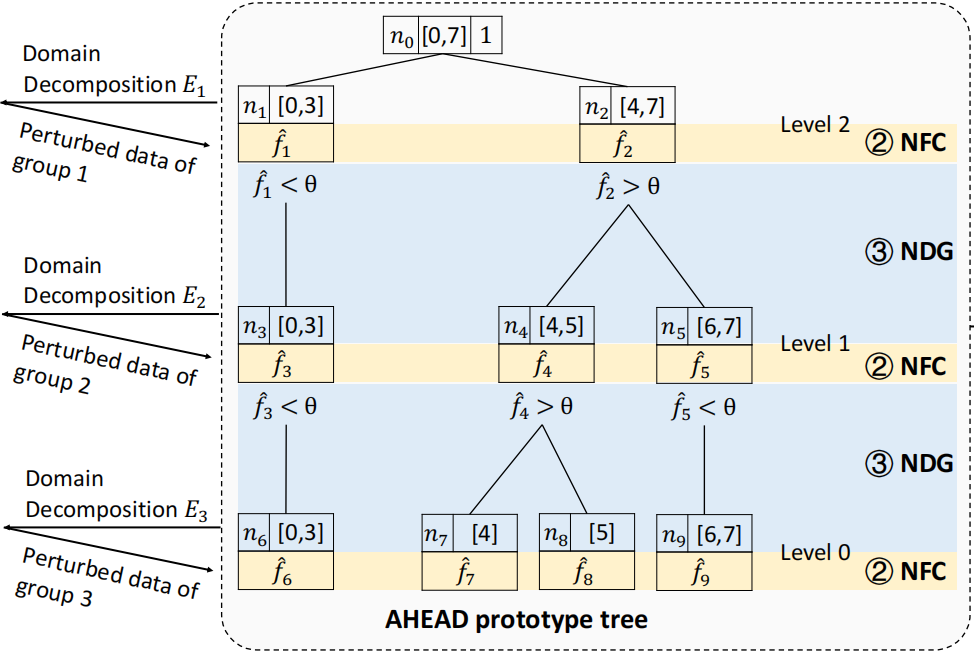 n₀ [0,7] 1
Domain
Decomposition E₁
n₁ [0,3]
n₂ [4,7]
Level 2
f̂₁
f̂₂
② NFC
Perturbed data of
group 1
f̂₁ < θ
f̂₂ > θ
③ NDG
Domain
Decomposition E₂
n₃ [0,3]
n₄ [4,5]
n₅ [6,7]
Level 1
f̂₃
f̂₄
f̂₅
② NFC
Perturbed data of
group 2
f̂₃ < θ
f̂₄ > θ
f̂₅ < θ
③ NDG
Domain
Decomposition E₃
n₆ [0,3]
n₇ [4]
n₈ [5]
n₉ [6,7]
Level 0
f̂₆
f̂₇
f̂₈
f̂₉
② NFC
Perturbed data of
group 3
AHEAD prototype tree